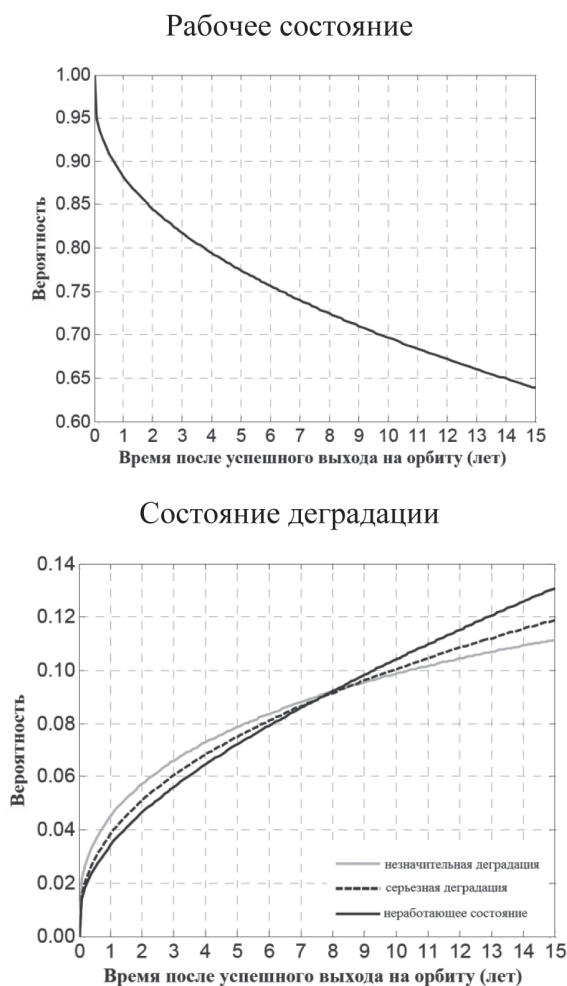 Рабочее состояние
1.00
0.95
0.90
0.85
0.80
0.75
0.70
0.65
0.60
Вероятность
0 1 2 3 4 5 6 7 8 9 10 11 12 13 14 15
Время после успешного выхода на орбиту (лет)
Состояние деградации
0.14
0.12
0.10
0.08
0.06
0.04
0.02
0.00
Вероятность
незначительная деградация
серьезная деградация
неработающее состояние
0 1 2 3 4 5 6 7 8 9 10 11 12 13 14 15
Время после успешного выхода на орбиту (лет)